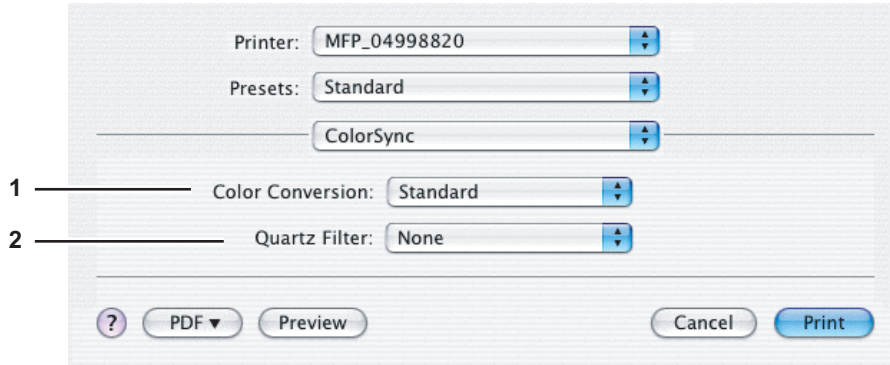 Printer: MFP_04998820
Presets: Standard
ColorSync
1 Color Conversion: Standard
2 Quartz Filter: None
? PDF ▼ Preview Cancel Print